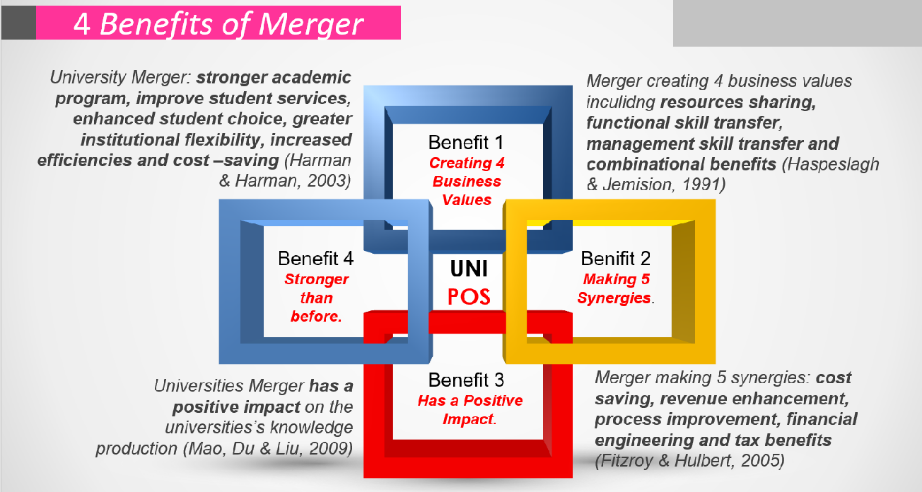 4 Benefits of Merger
University Merger: stronger academic
program, improve student services,
enhanced student choice, greater
institutional flexibility, increased
efficiencies and cost –saving (Harman
& Harman, 2003)
Merger creating 4 business values
inculidng resources sharing,
functional skill transfer,
management skill transfer and
combinational benefits (Haspeslagh
& Jemision, 1991)
Benefit 1
Creating 4
Business
Values
Benefit 4
Stronger
than
before.
UNI
POS
Benifit 2
Making 5
Synergies.
Benefit 3
Has a Positive
Impact.
Universities Merger has a
positive impact on the
universities's knowledge
production (Mao, Du & Liu, 2009)
Merger making 5 synergies: cost
saving, revenue enhancement,
process improvement, financial
engineering and tax benefits
(Fitzroy & Hulbert, 2005)